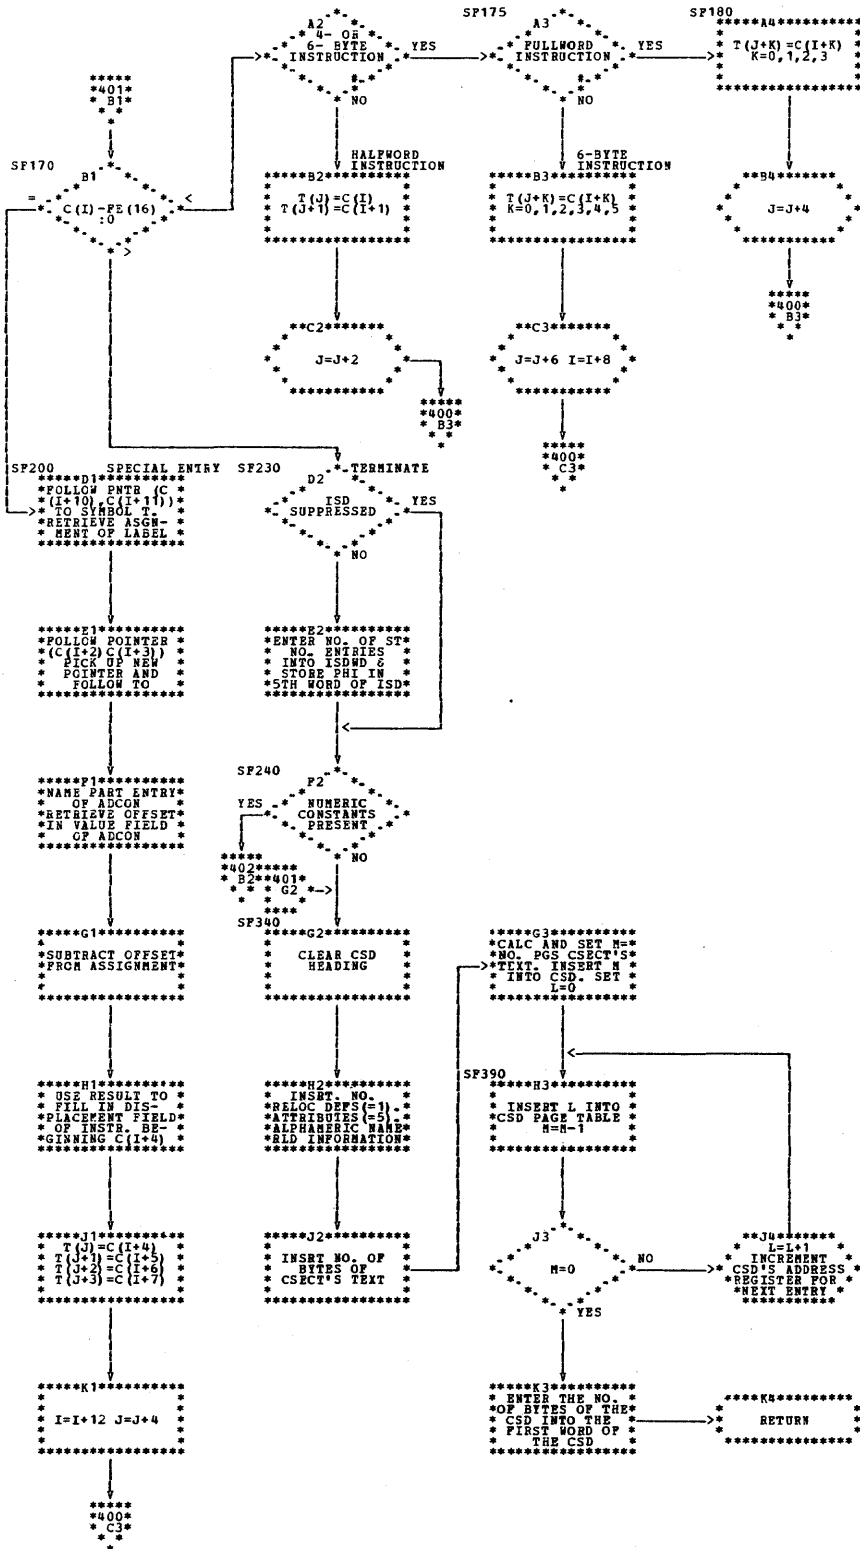 SF175
SF180
A2
4- OR
6- BYTE
INSTRUCTION
YES
NO
A3
FULLWORD
INSTRUCTION
YES
NO
A4
T(J+K)=C(I+K)
K=0,1,2,3
401
B1
SF170
B1
C(I)-FE(16)
:0
=
<
>
HALFWORD
INSTRUCTION
B2
T(J)=C(I)
T(J+1)=C(I+1)
6-BYTE
INSTRUCTION
B3
T(J+K)=C(I+K)
K=0,1,2,3,4,5
B4
J=J+4
400
B3
C2
J=J+2
400
B3
C3
J=J+6 I=I+8
400
C3
SF200
SPECIAL ENTRY
D1
FOLLOW PNTR (C
(I+10),C(I+11))
TO SYMBOL T.
RETRIEVE ASGN-
MENT OF LABEL
SF230
TERMINATE
D2
ISD
SUPPRESSED
YES
NO
E1
FOLLOW POINTER
(C(I+2)C(I+3))
PICK UP NEW
POINTER AND
FOLLOW TO
E2
ENTER NO. OF ST
NO. ENTRIES
INTO ISDWD &
STORE PHI IN
5TH WORD OF ISD
F1
NAME PART ENTRY
OF ADCON
RETRIEVE OFFSET
IN VALUE FIELD
OF ADCON
SF240
F2
NUMERIC
CONSTANTS
PRESENT
YES
NO
402
B2
401
G2
G1
SUBTRACT OFFSET
FROM ASSIGNMENT
SF340
G2
CLEAR CSD
HEADING
G3
CALC AND SET M=
NO. PGS CSECT'S
TEXT. INSERT M
INTO CSD. SET
L=0
H1
USE RESULT TO
FILL IN DIS-
PLACEMENT FIELD
OF INSTR. BE-
GINNING C(I+4)
H2
INSRT. NO.
RELOC DEFS(=1).
ATTRIBUTES(=5).
ALPHAMERIC NAME
RLD INFORMATION
SF390
H3
INSERT L INTO
CSD PAGE TABLE
M=M-1
J1
T(J)=C(I+4)
T(J+1)=C(I+5)
T(J+2)=C(I+6)
T(J+3)=C(I+7)
J2
INSRT NO. OF
BYTES OF
CSECT'S TEXT
J3
M=0
NO
YES
J4
L=L+1
INCREMENT
CSD'S ADDRESS
REGISTER FOR
NEXT ENTRY
K1
I=I+12 J=J+4
K3
ENTER THE NO.
OF BYTES OF THE
CSD INTO THE
FIRST WORD OF
THE CSD
K4
RETURN
400
C3